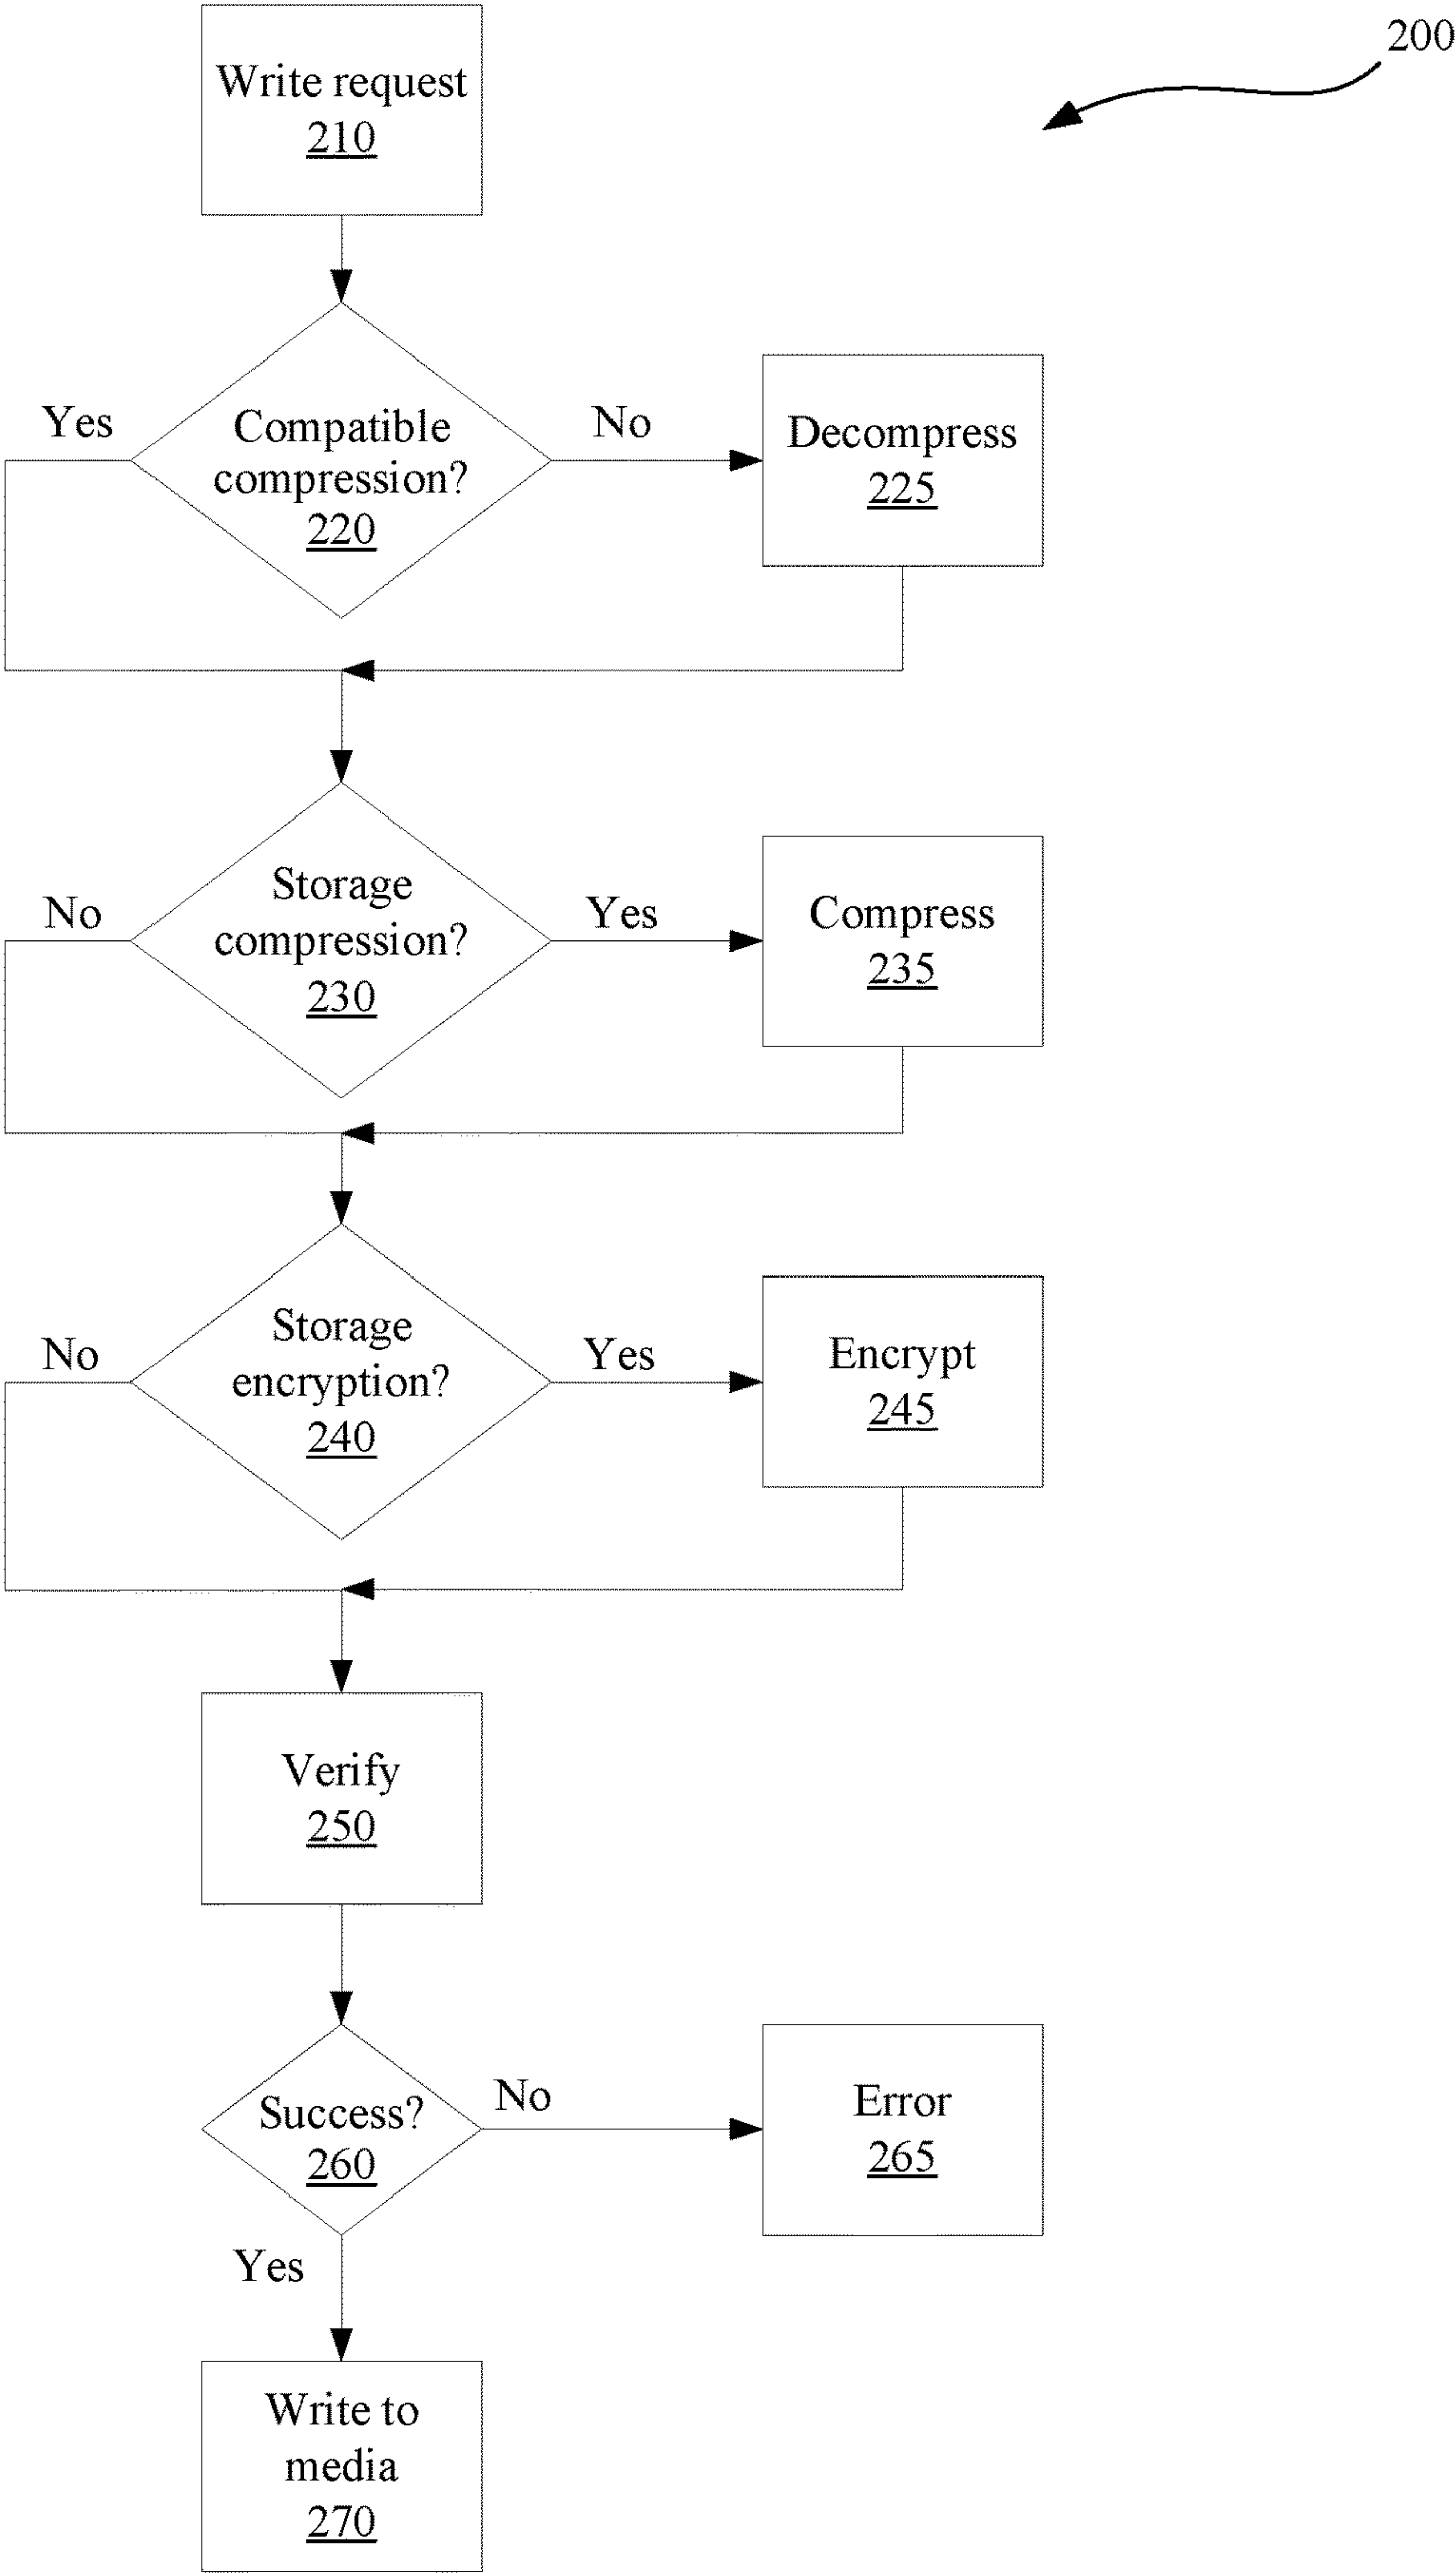 200
Write request
210
Compatible
compression?
220
Yes
No
Decompress
225
Storage
compression?
230
No
Yes
Compress
235
Storage
encryption?
240
No
Yes
Encrypt
245
Verify
250
Success?
260
No
Error
265
Yes
Write to
media
270